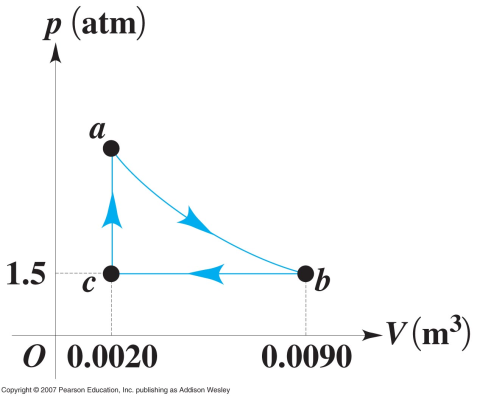 p (atm)
a
1.5
c
b
V (m³)
O 0.0020 0.0090
Copyright © 2007 Pearson Education, Inc. publishing as Addison Wesley